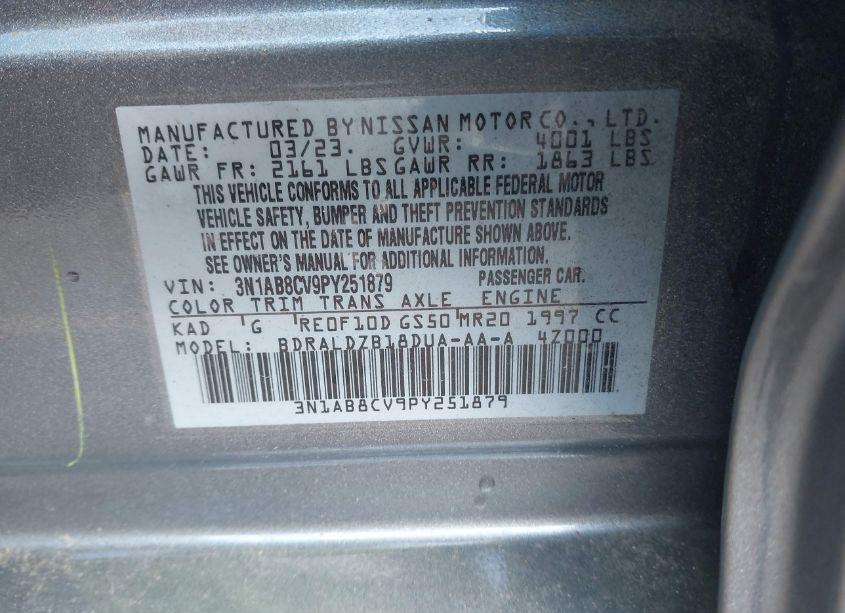 MANUFACTURED BY NISSAN MOTOR CO., LTD.
DATE: 03/23. GVWR: 4001 LBS
GAWR FR: 2161 LBS GAWR RR: 1863 LBS
THIS VEHICLE CONFORMS TO ALL APPLICABLE FEDERAL MOTOR
VEHICLE SAFETY, BUMPER AND THEFT PREVENTION STANDARDS
IN EFFECT ON THE DATE OF MANUFACTURE SHOWN ABOVE.
SEE OWNER'S MANUAL FOR ADDITIONAL INFORMATION.
VIN: 3N1AB8CV9PY251879 PASSENGER CAR.
COLOR TRIM TRANS AXLE ENGINE
KAD G RE0F10D GS50 MR20 1997 CC
MODEL: BDRALDZB18DUA-AA-A 4Z000
3N1AB8CV9PY251879